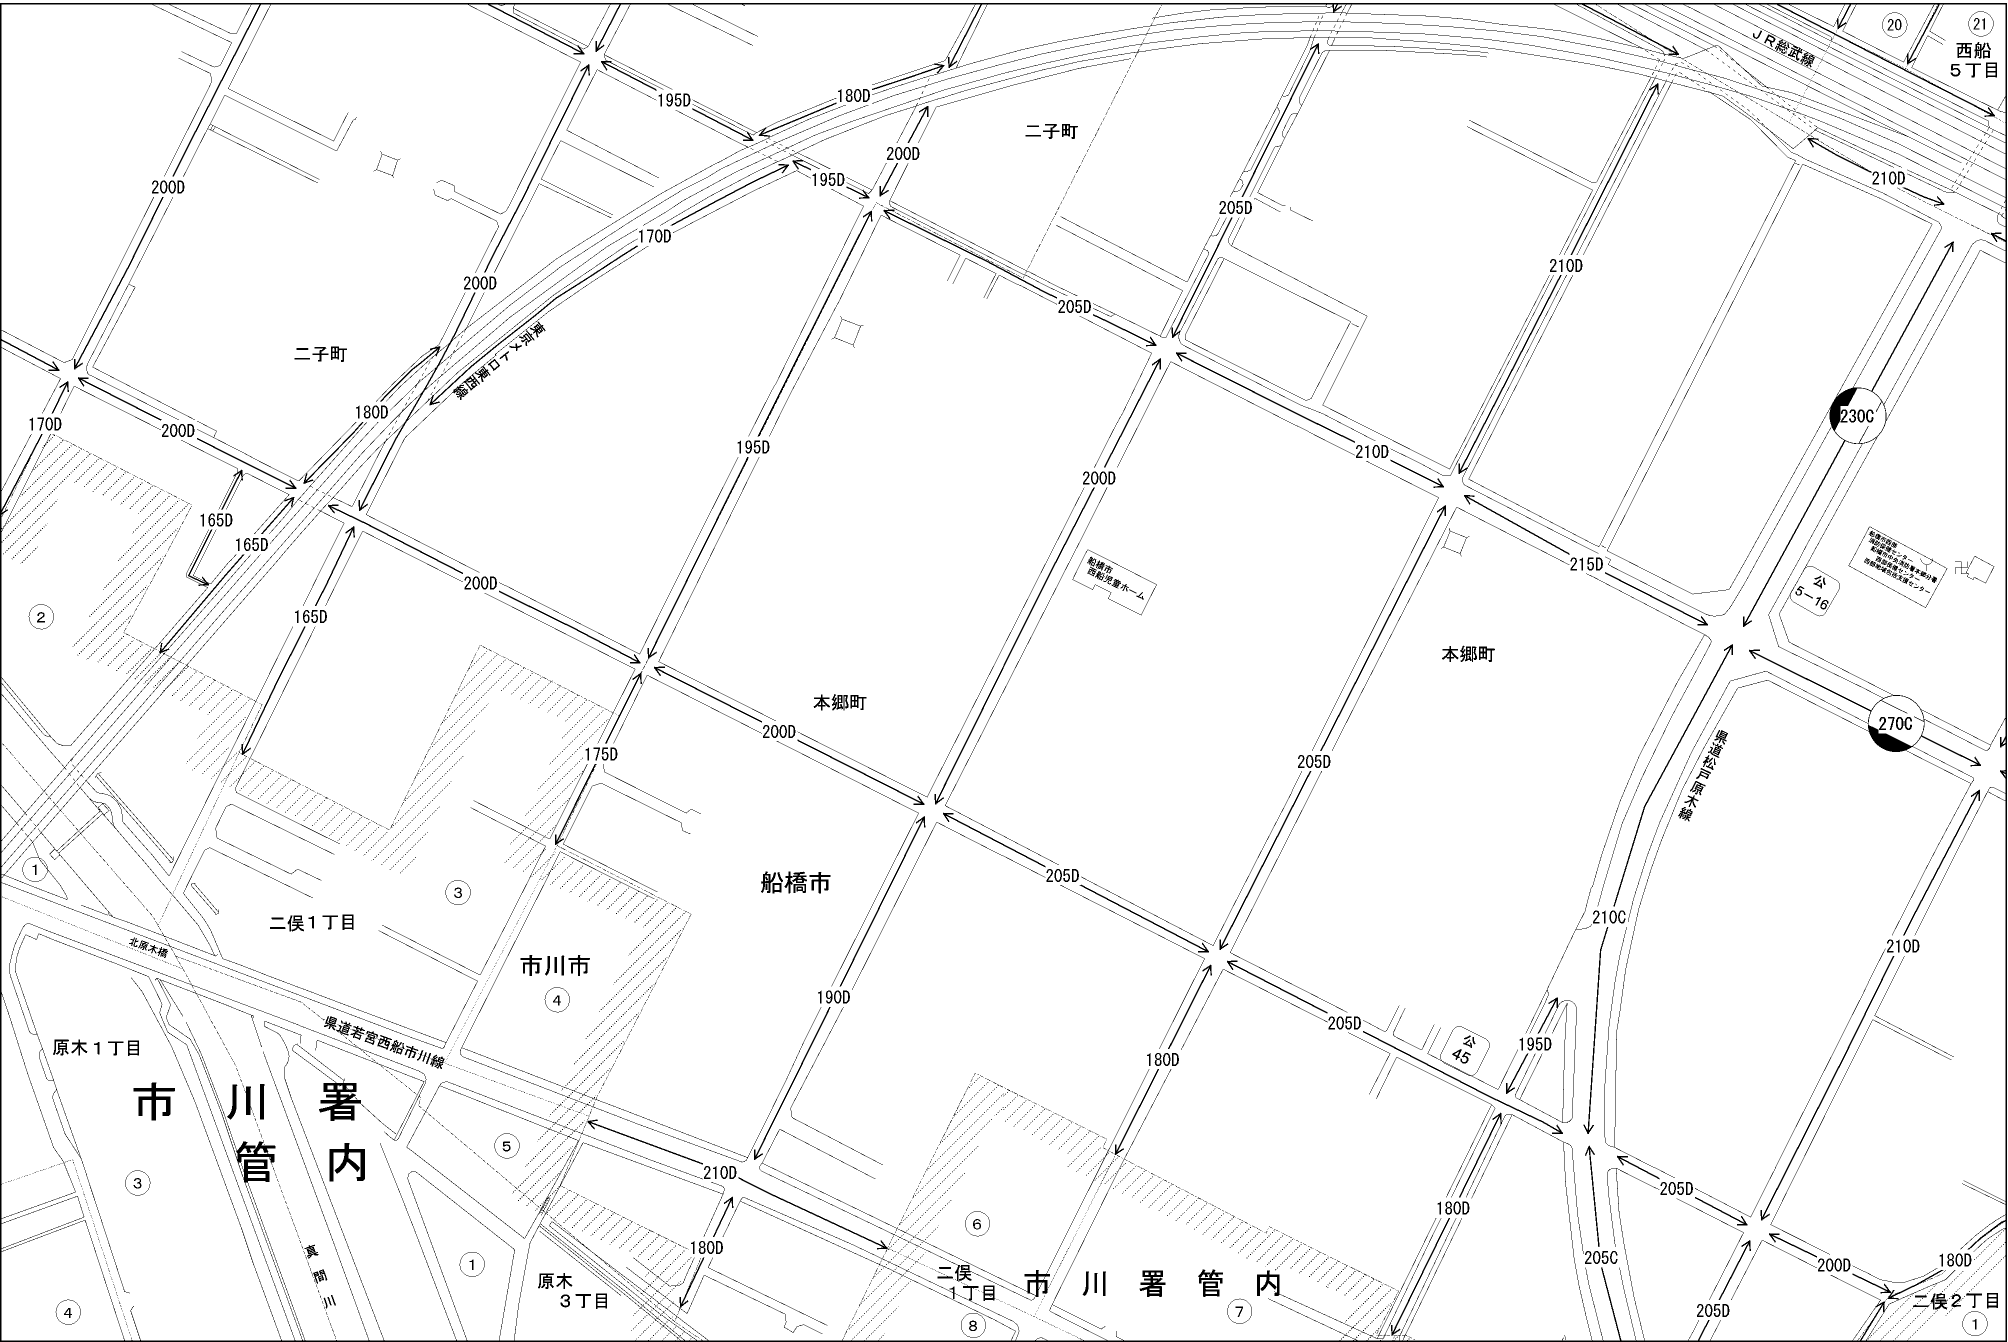 20
21
西船
5丁目
JR総武線
195D
180D
二子町
200D
200D
195D
210D
205D
170D
210D
200D
205D
東京メトロ東西線
二子町
180D
170D
200D
230C
195D
200D
210D
165D
165D
215D
船橋市
西船児童ホーム
公
5-16
200D
165D
2
本郷町
本郷町
200D
175D
205D
270C
県道松戸原木線
1
3
船橋市
205D
210C
210D
二俣1丁目
北原木橋
市川市
4
190D
県道若宮西船市川線
205D
公
45
195D
180D
原木1丁目
市川署
管内
5
210D
3
180D
205D
6
180D
205C
200D
180D
1
真間川
原木
3丁目
二俣
1丁目
市川署管内
7
8
4
205D
二俣2丁目
1